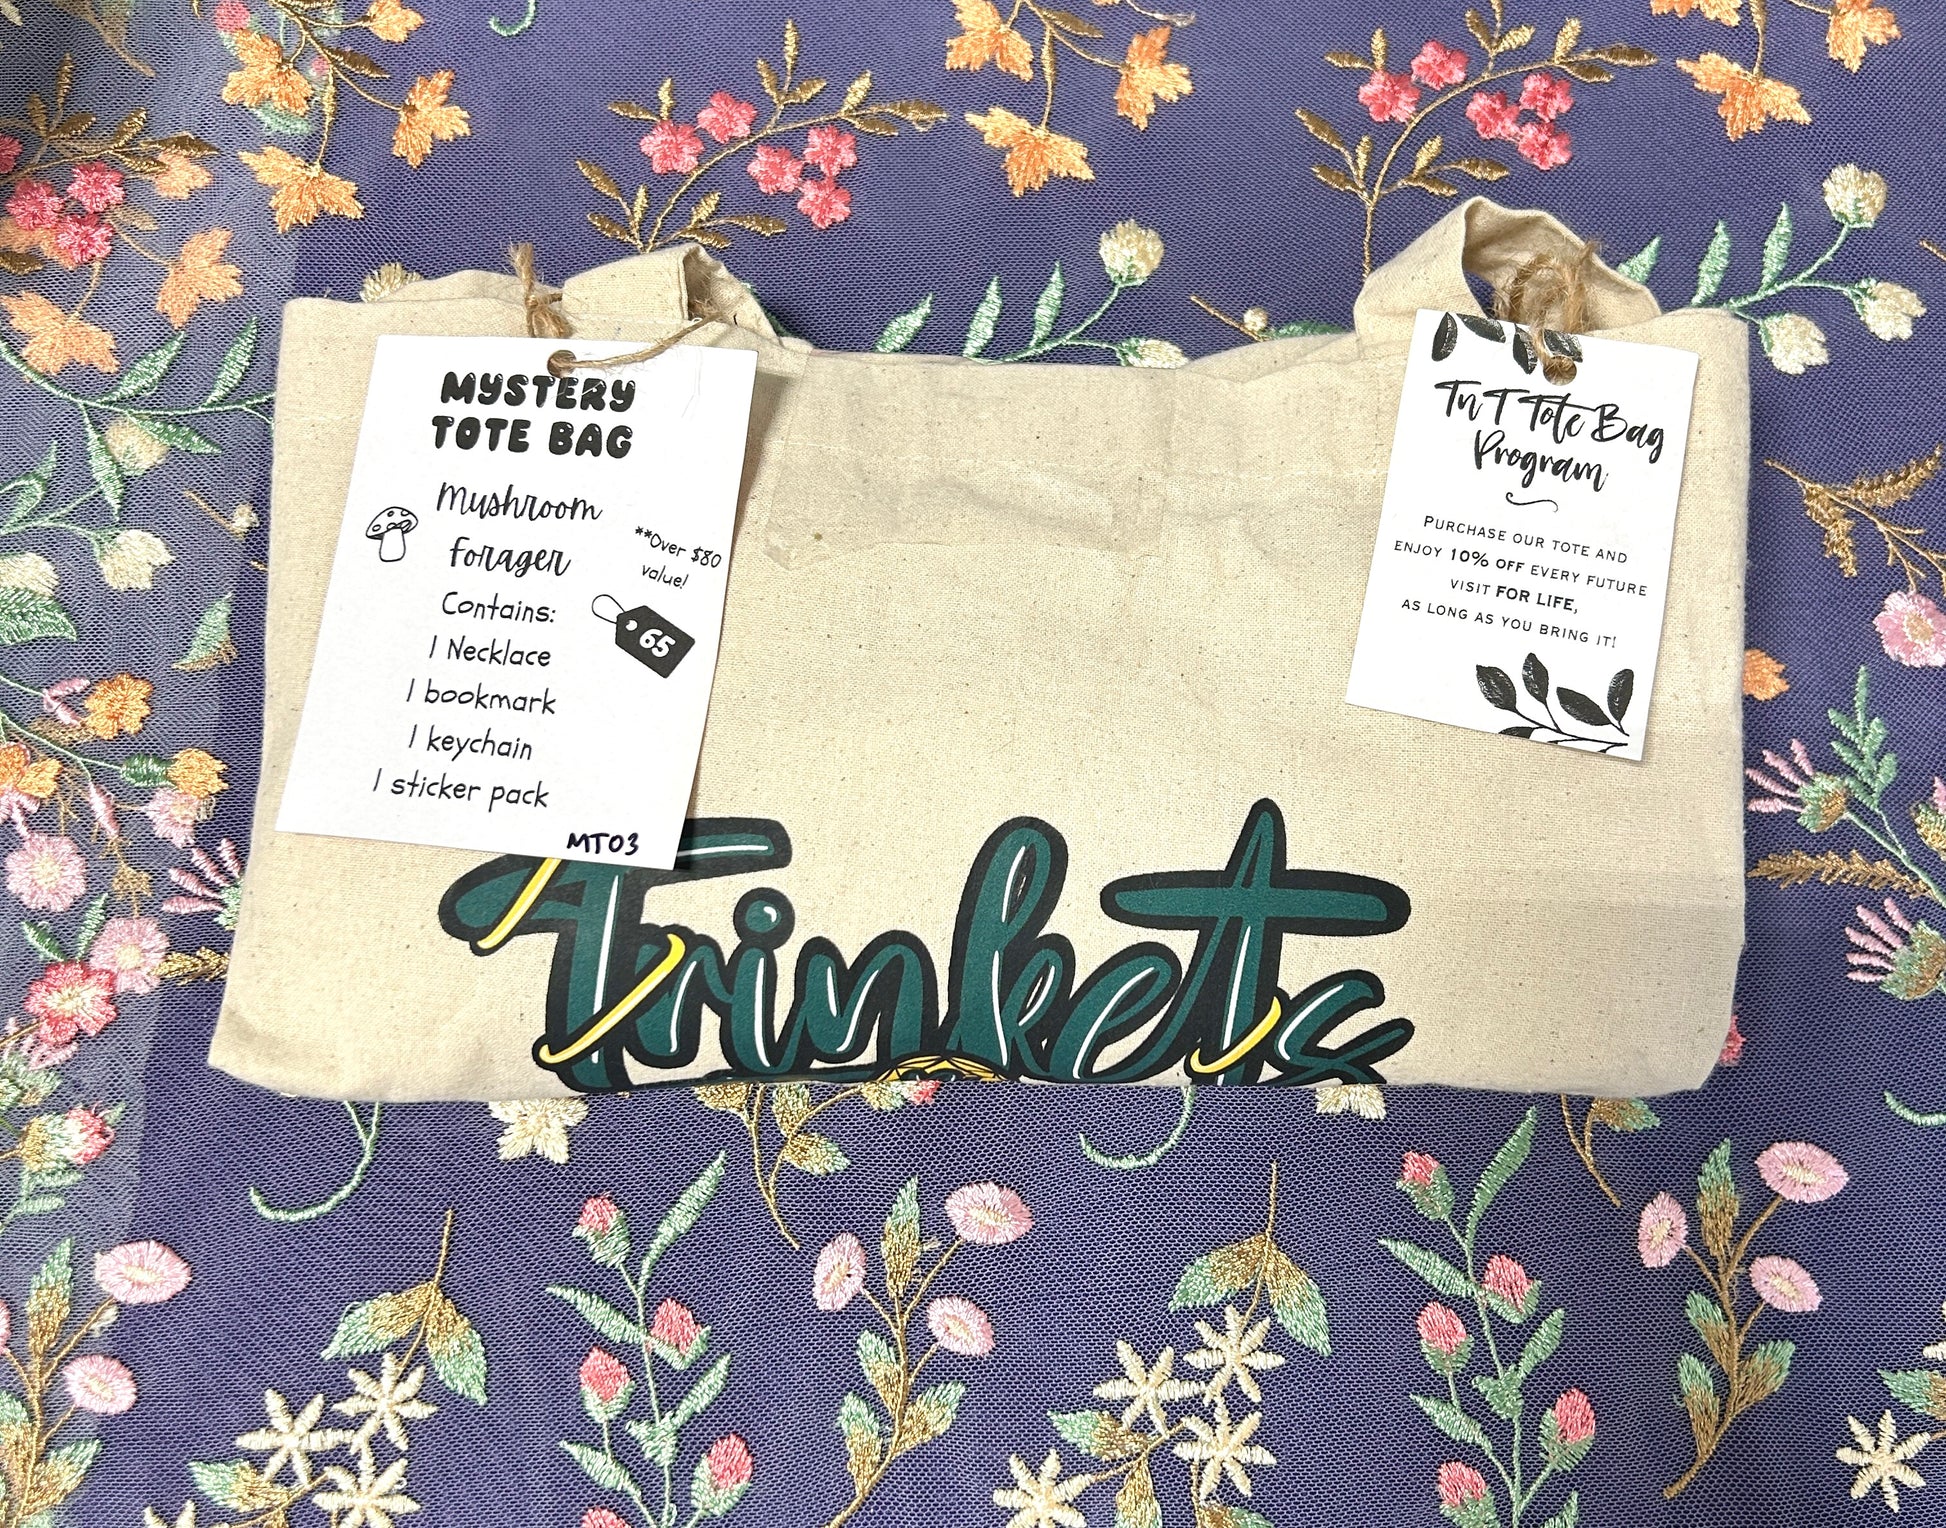 MYSTERY
TOTE BAG
Mushroom
Forager
**Over $80
value!
Contains:
65
1 Necklace
1 bookmark
1 keychain
1 sticker pack
MT03
TnT Tote Bag
Program
PURCHASE OUR TOTE AND
ENJOY 10% OFF EVERY FUTURE
VISIT FOR LIFE,
AS LONG AS YOU BRING IT!
Trinkets